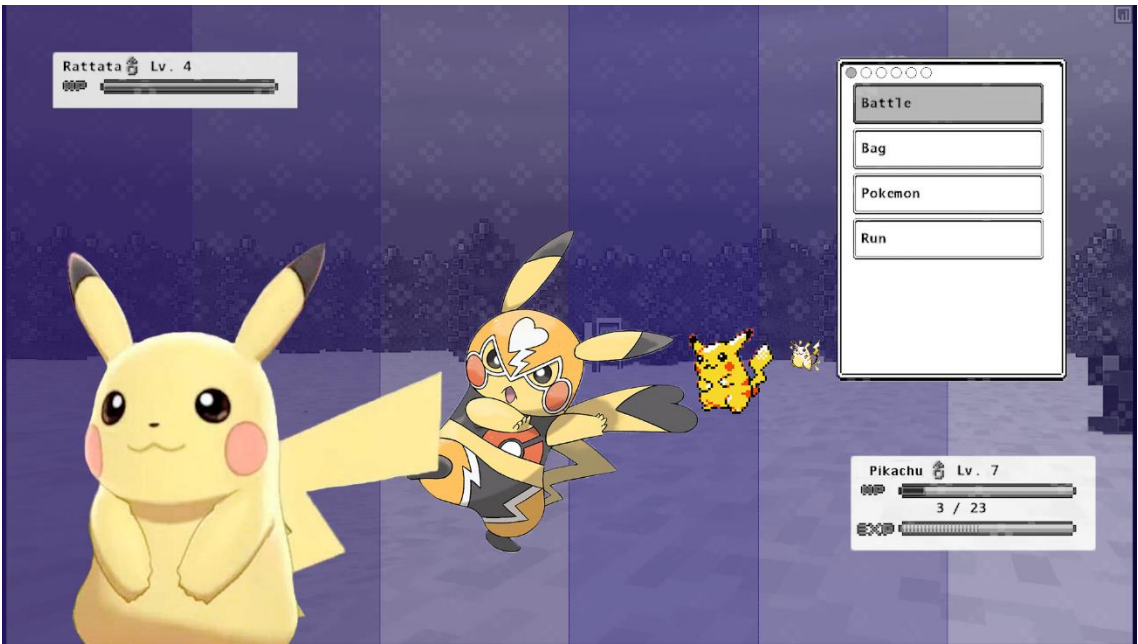 Rattata Lv. 4
HP
Battle
Bag
Pokemon
Run
Pikachu Lv. 7
HP
3 / 23
EXP